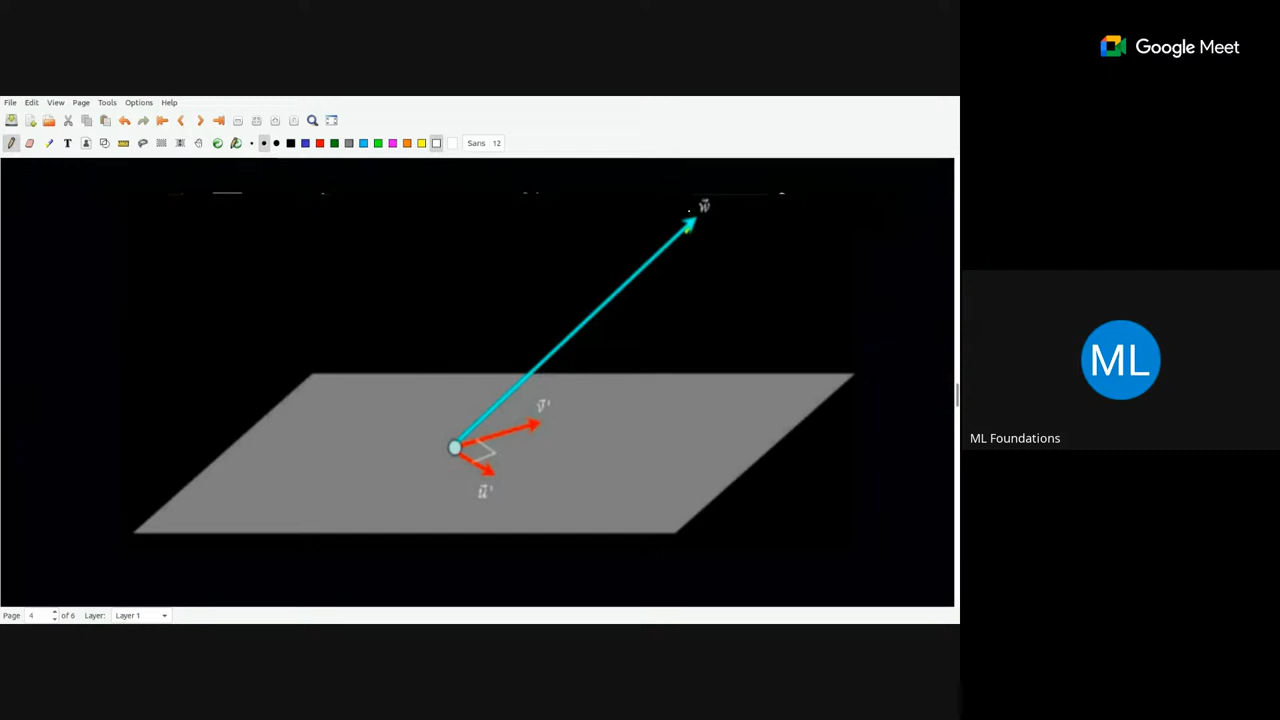 Google Meet
File Edit View Page Tools Options Help
T Sans 12
w⃗
v⃗'
u⃗'
ML
ML Foundations
Page 4 of 6 Layer: Layer 1